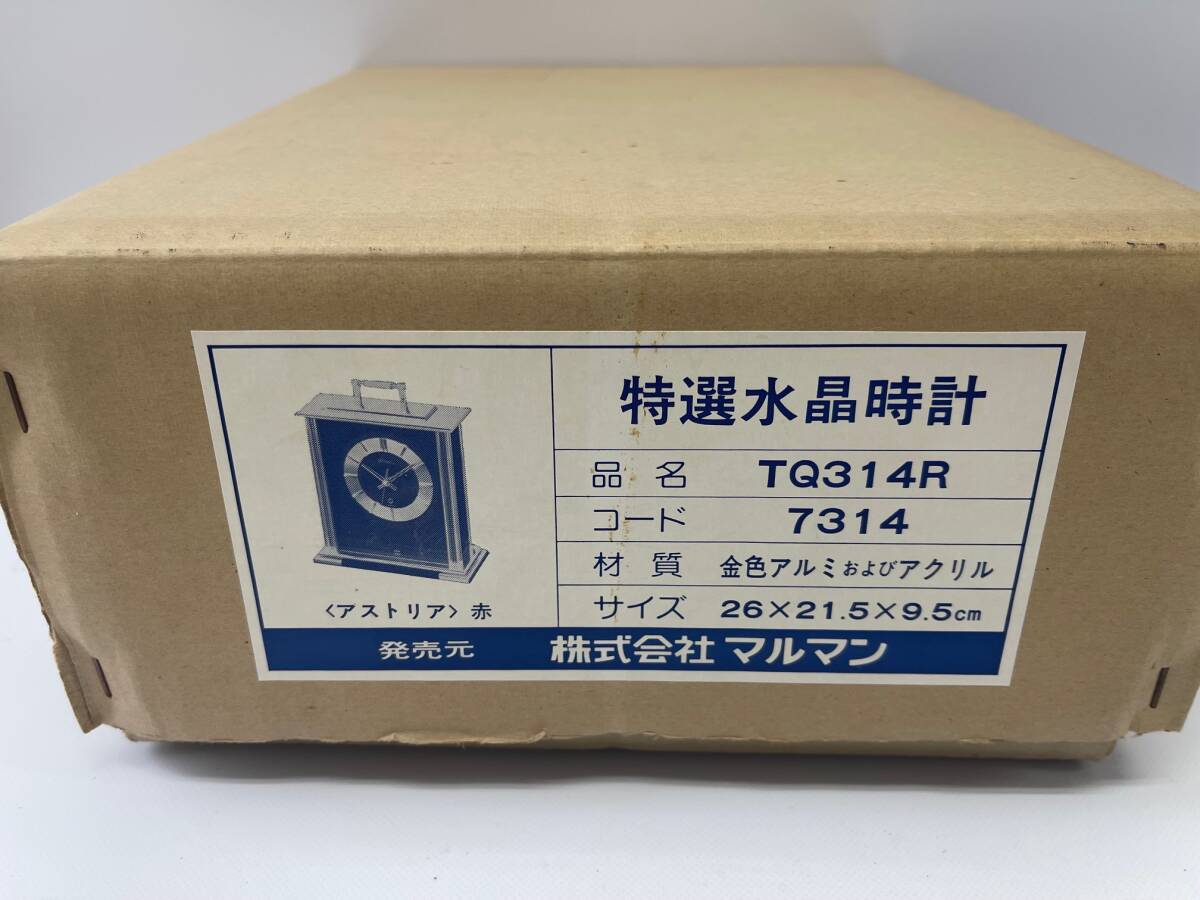 特選水晶時計
品名 TQ314R
コード 7314
材質 金色アルミおよびアクリル
サイズ 26×21.5×9.5cm
〈アストリア〉赤
発売元 株式会社マルマン